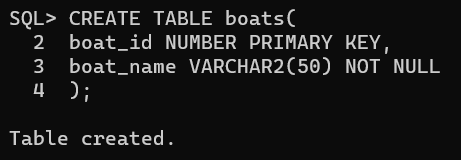 SQL> CREATE TABLE boats(
  2  boat_id NUMBER PRIMARY KEY,
  3  boat_name VARCHAR2(50) NOT NULL
  4  );
Table created.